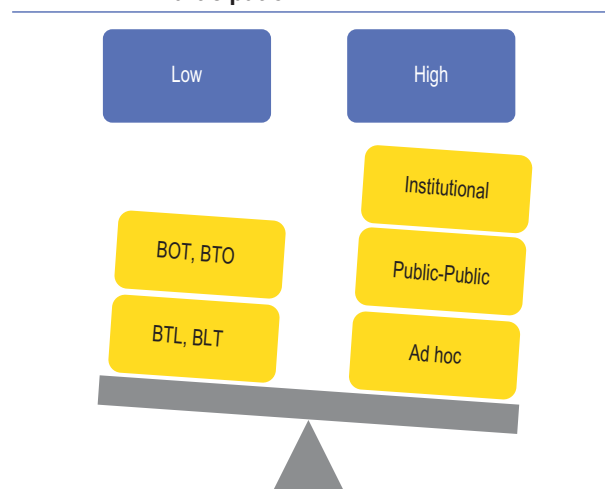 Low
High
Institutional
BOT, BTO
Public-Public
BTL, BLT
Ad hoc